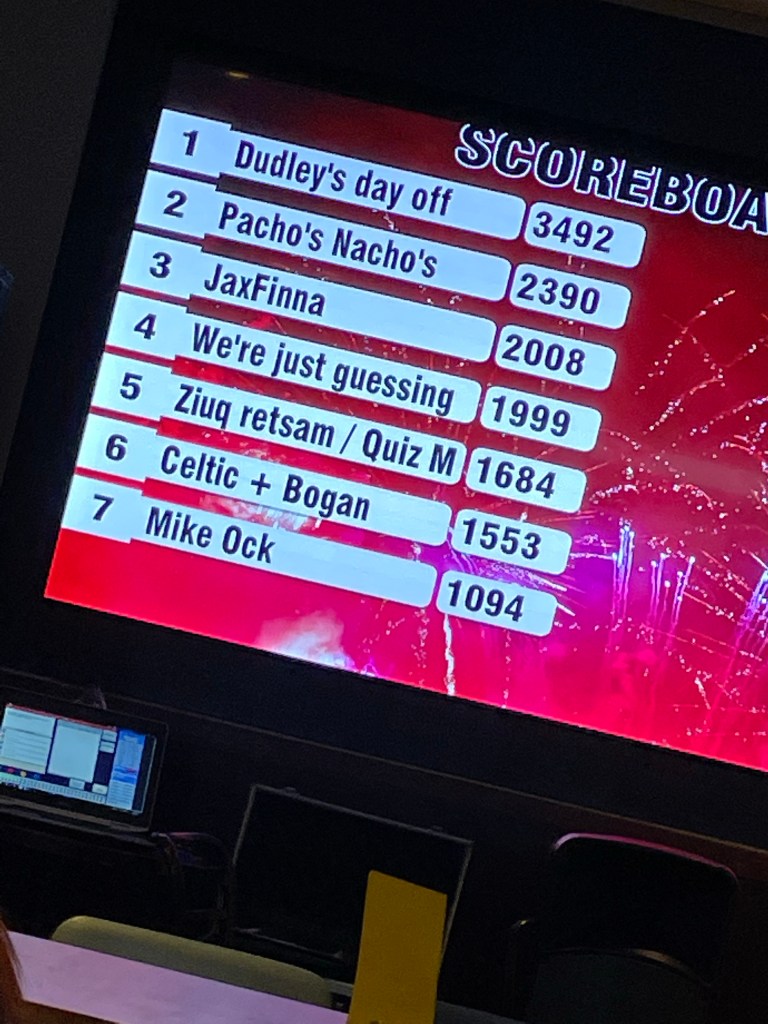 SCOREBOA
1 Dudley's day off 3492
2 Pacho's Nacho's 2390
3 JaxFinna 2008
4 We're just guessing 1999
5 Ziuq retsam / Quiz M 1684
6 Celtic + Bogan 1553
7 Mike Ock 1094